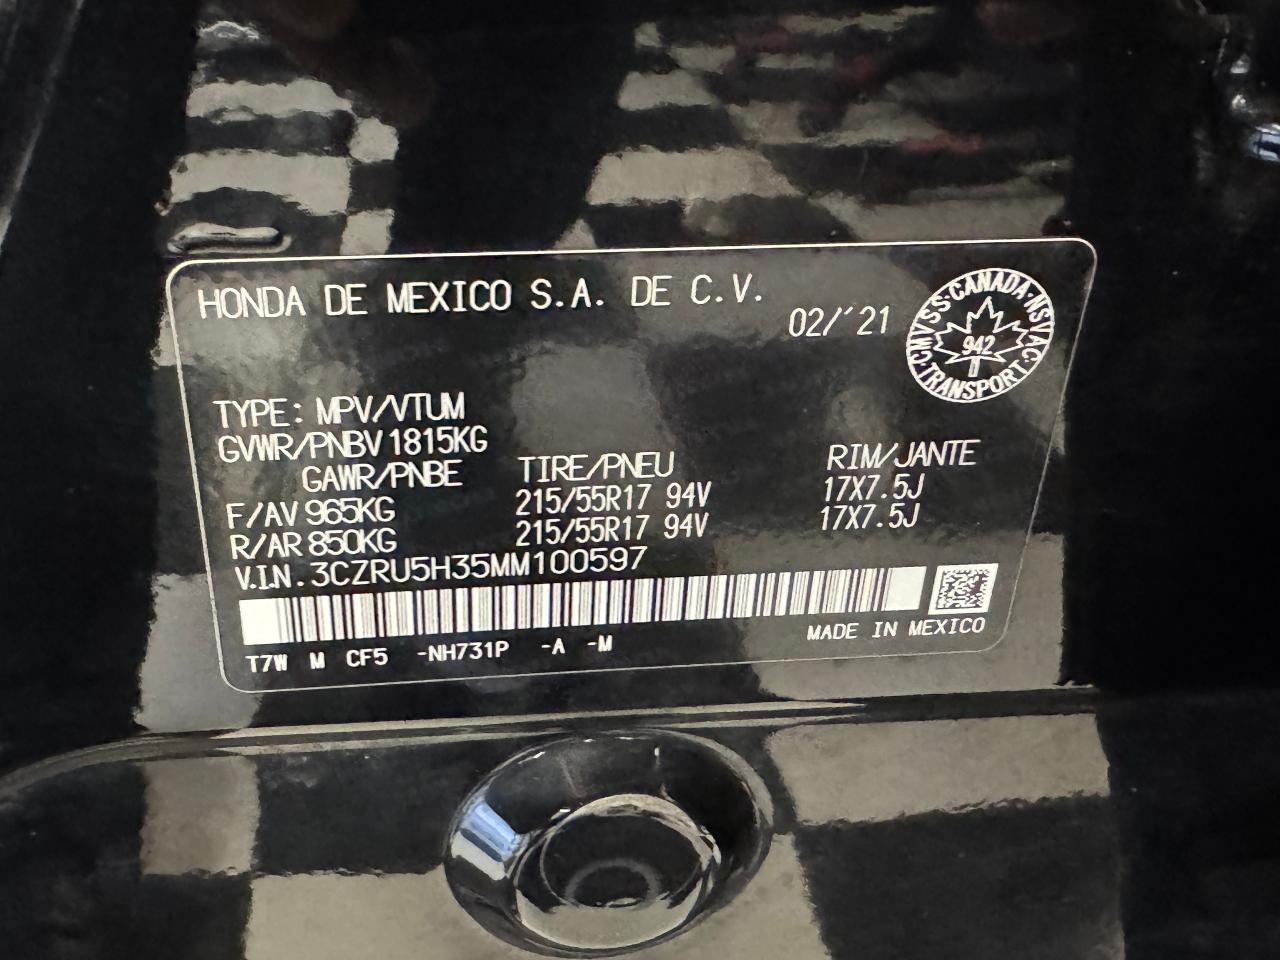 HONDA DE MEXICO S.A. DE C.V.
02/'21
CMVSS·CANADA·NSVAC·TRANSPORT·
942
TYPE: MPV/VTUM
GVWR/PNBV 1815KG
GAWR/PNBE TIRE/PNEU RIM/JANTE
F/AV 965KG 215/55R17 94V 17X7.5J
R/AR 850KG 215/55R17 94V 17X7.5J
V.I.N. 3CZRU5H35MM100597
T7W M CF5 -NH731P -A -M
MADE IN MEXICO